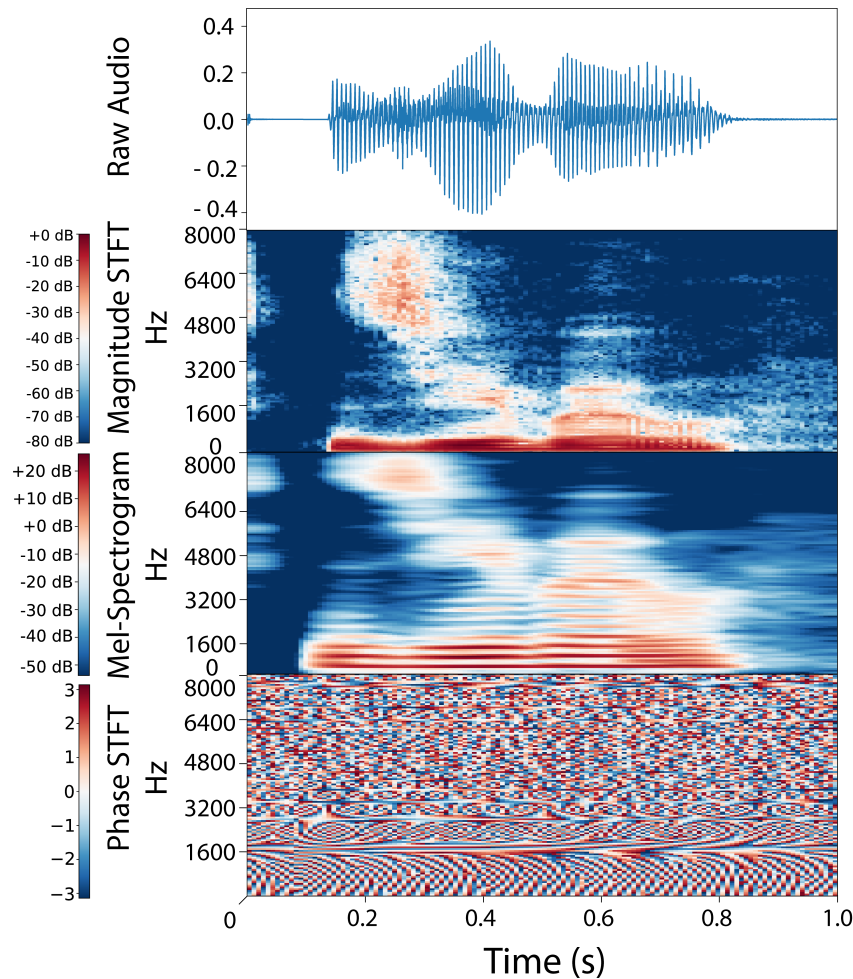 Raw Audio
0.4
0.2
0.0
- 0.2
- 0.4
+0 dB
-10 dB
-20 dB
-30 dB
-40 dB
-50 dB
-60 dB
-70 dB
-80 dB
Magnitude STFT
Hz
8000
6400
4800
3200
1600
0
+20 dB
+10 dB
+0 dB
-10 dB
-20 dB
-30 dB
-40 dB
-50 dB
Mel-Spectrogram
Hz
8000
6400
4800
3200
1600
0
3
2
1
0
−1
−2
−3
Phase STFT
Hz
8000
6400
4800
3200
1600
0
0.2
0.4
0.6
0.8
1.0
Time (s)